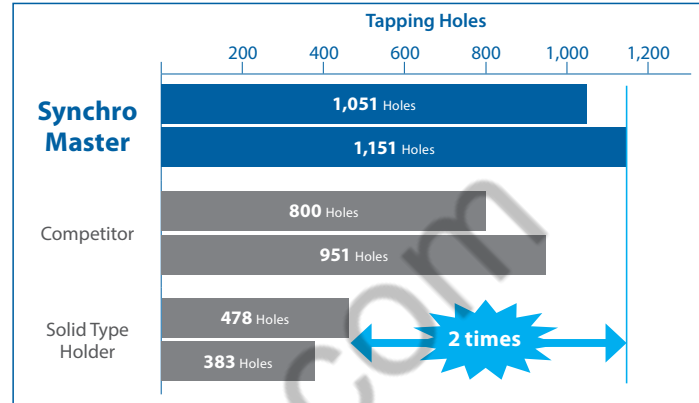 Tapping Holes
200 400 600 800 1,000 1,200
Synchro
Master
1,051 Holes
1,151 Holes
Competitor
800 Holes
951 Holes
Solid Type
Holder
478 Holes
383 Holes
2 times
com